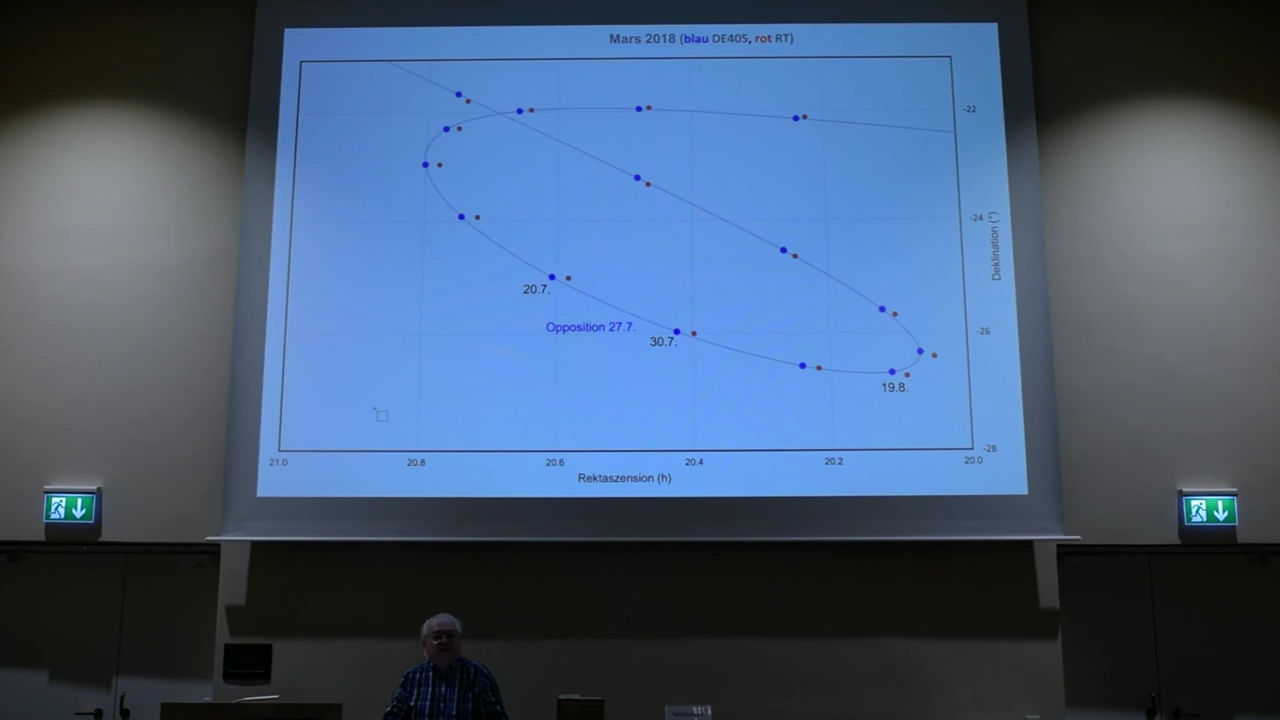 Mars 2018 (blau DE405, rot RT)
-22
-24
Deklination (°)
20.7.
Opposition 27.7.
-26
30.7.
19.8.
-28
21.0 20.8 20.6 20.4 20.2 20.0
Rektaszension (h)